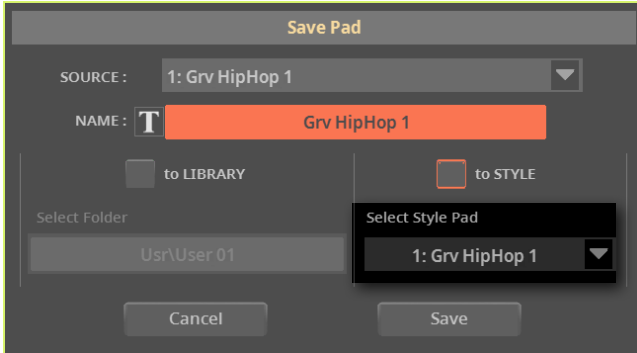 Save Pad
SOURCE : 1: Grv HipHop 1
NAME : T Grv HipHop 1
to LIBRARY to STYLE
Select Folder Select Style Pad
Usr\User 01 1: Grv HipHop 1
Cancel Save